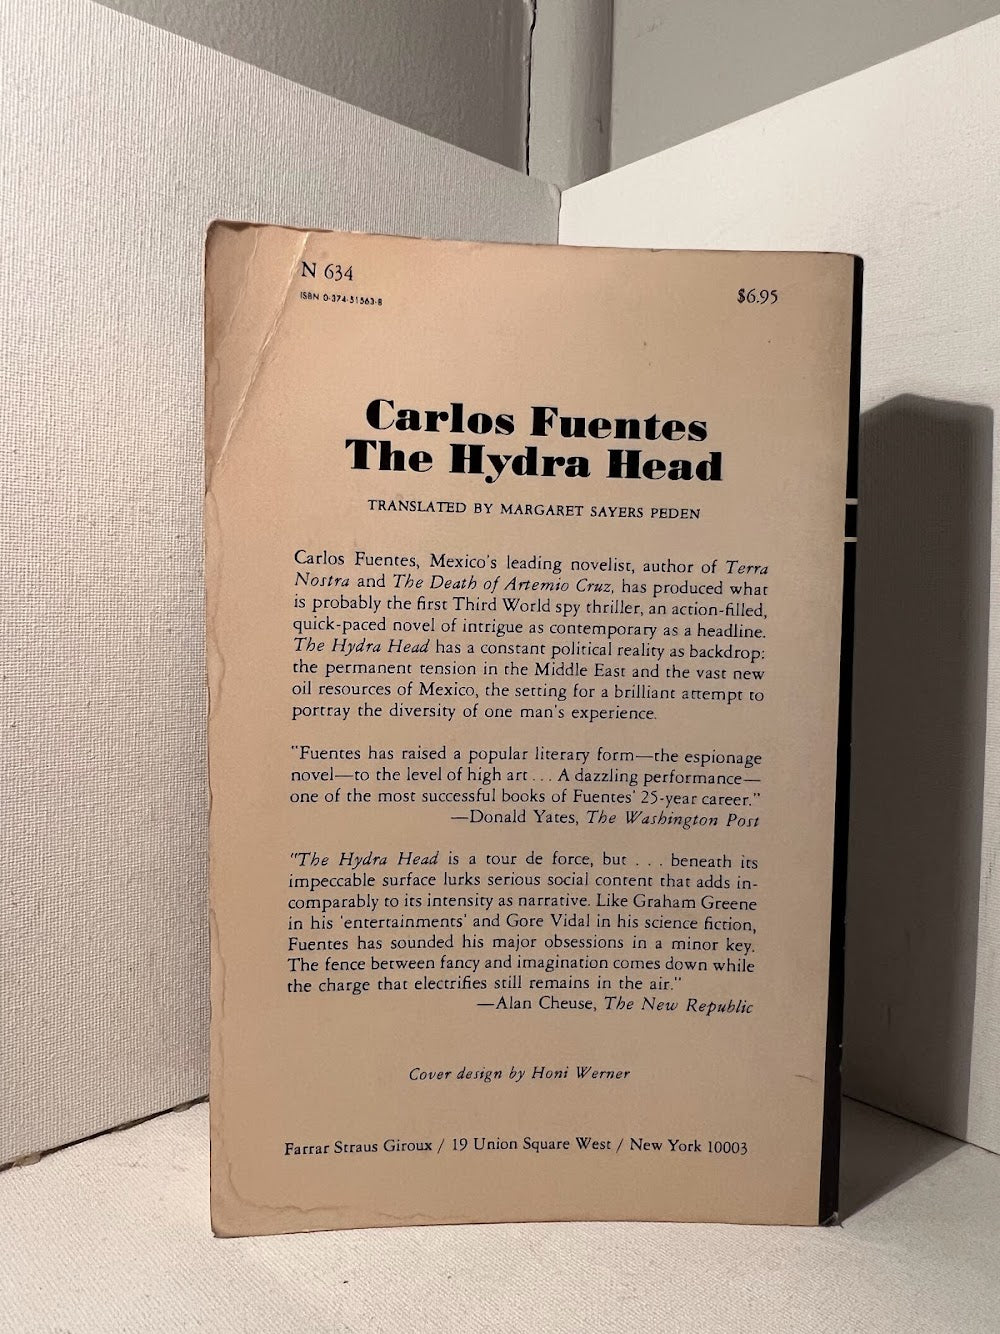 N 634
ISBN 0-374-51563-8
$6.95
Carlos Fuentes
The Hydra Head
TRANSLATED BY MARGARET SAYERS PEDEN
Carlos Fuentes, Mexico's leading novelist, author of Terra
Nostra and The Death of Artemio Cruz, has produced what
is probably the first Third World spy thriller, an action-filled,
quick-paced novel of intrigue as contemporary as a headline.
The Hydra Head has a constant political reality as backdrop:
the permanent tension in the Middle East and the vast new
oil resources of Mexico, the setting for a brilliant attempt to
portray the diversity of one man's experience.
"Fuentes has raised a popular literary form—the espionage
novel—to the level of high art . . . A dazzling performance—
one of the most successful books of Fuentes' 25-year career."
—Donald Yates, The Washington Post
"The Hydra Head is a tour de force, but . . . beneath its
impeccable surface lurks serious social content that adds in-
comparably to its intensity as narrative. Like Graham Greene
in his 'entertainments' and Gore Vidal in his science fiction,
Fuentes has sounded his major obsessions in a minor key.
The fence between fancy and imagination comes down while
the charge that electrifies still remains in the air."
—Alan Cheuse, The New Republic
Cover design by Honi Werner
Farrar Straus Giroux / 19 Union Square West / New York 10003